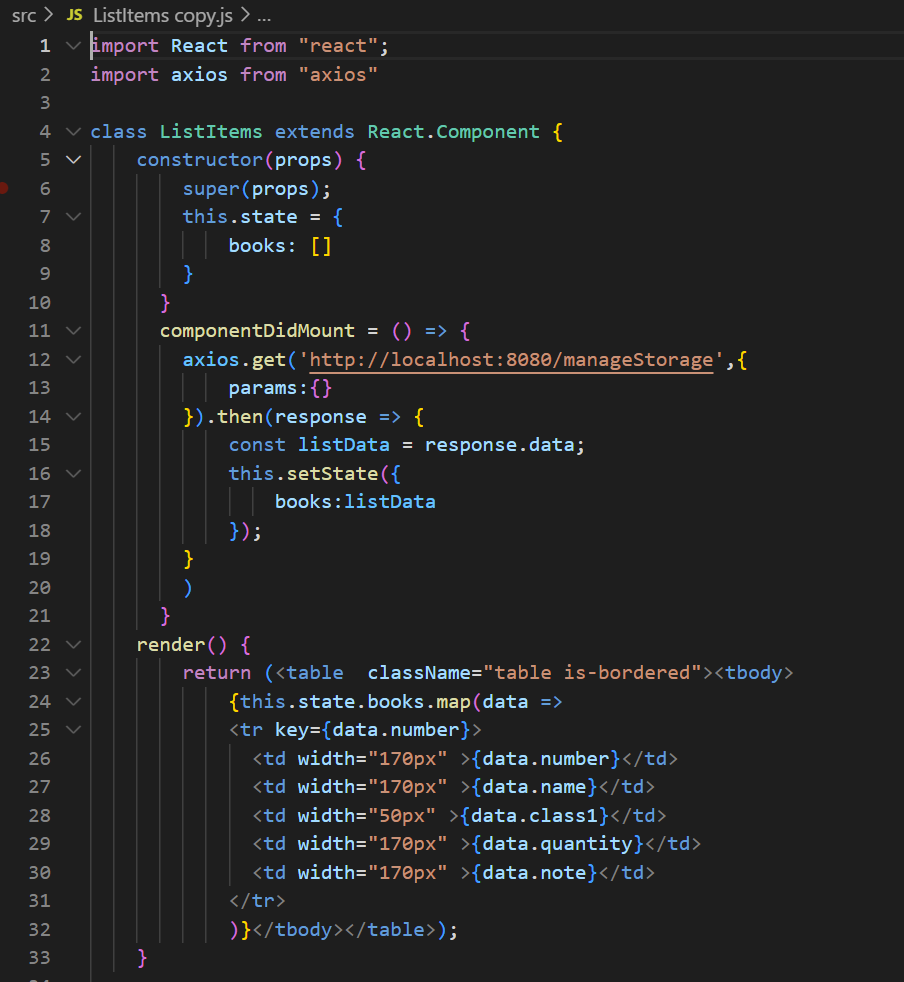 src > JS ListItems copy.js > ...
1 import React from "react";
2 import axios from "axios"
3
4 class ListItems extends React.Component {
5     constructor(props) {
6         super(props);
7         this.state = {
8             books: []
9         }
10       }
11       componentDidMount = () => {
12         axios.get('http://localhost:8080/manageStorage',{
13             params:{}
14         }).then(response => {
15             const listData = response.data;
16             this.setState({
17                 books:listData
18             });
19         }
20         )
21       }
22     render() {
23         return (<table  className="table is-bordered"><tbody>
24             {this.state.books.map(data =>
25             <tr key={data.number}>
26               <td width="170px" >{data.number}</td>
27               <td width="170px" >{data.name}</td>
28               <td width="50px" >{data.class1}</td>
29               <td width="170px" >{data.quantity}</td>
30               <td width="170px" >{data.note}</td>
31             </tr>
32             )}</tbody></table>);
33     }